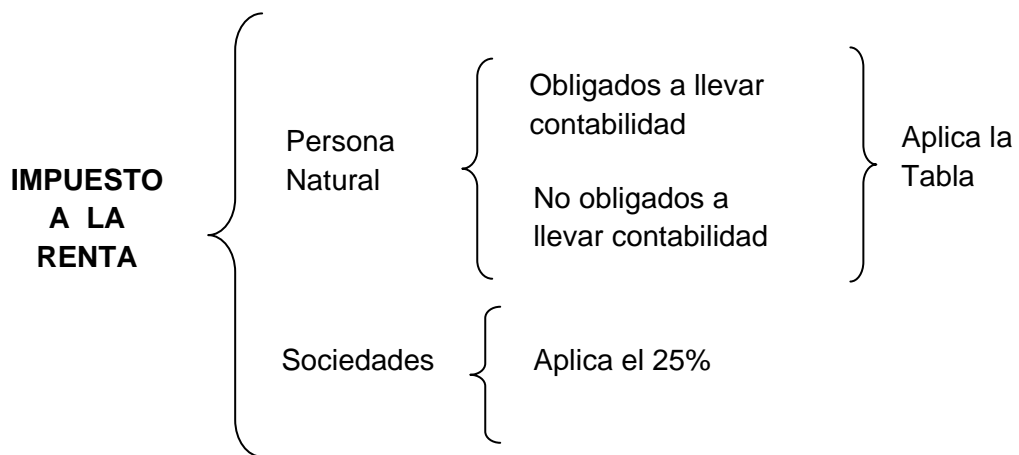 IMPUESTO
A LA
RENTA
Persona
Natural
Obligados a llevar
contabilidad
No obligados a
llevar contabilidad
Aplica la
Tabla
Sociedades
Aplica el 25%